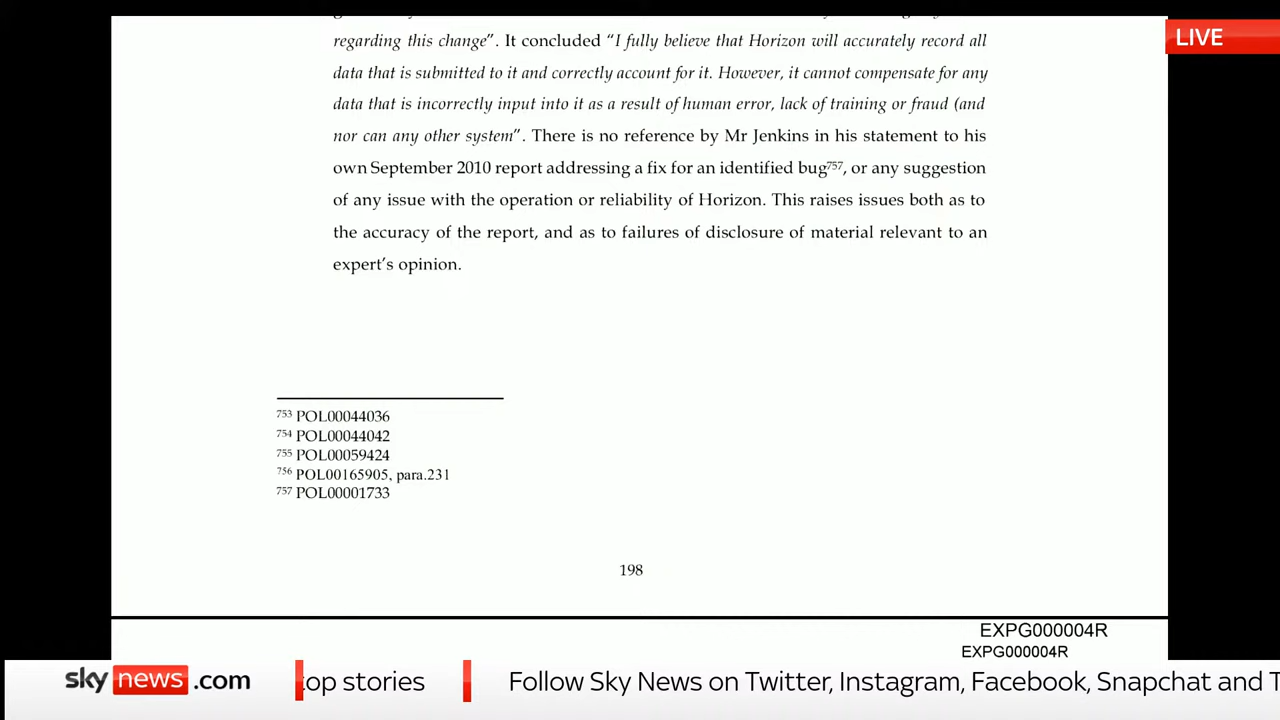 LIVE
regarding this change”. It concluded “I fully believe that Horizon will accurately record all
data that is submitted to it and correctly account for it. However, it cannot compensate for any
data that is incorrectly input into it as a result of human error, lack of training or fraud (and
nor can any other system”. There is no reference by Mr Jenkins in his statement to his
own September 2010 report addressing a fix for an identified bug757, or any suggestion
of any issue with the operation or reliability of Horizon. This raises issues both as to
the accuracy of the report, and as to failures of disclosure of material relevant to an
expert’s opinion.
753 POL00044036
754 POL00044042
755 POL00059424
756 POL00165905, para.231
757 POL00001733
198
EXPG000004R
EXPG000004R
sky news .com
top stories
Follow Sky News on Twitter, Instagram, Facebook, Snapchat and T